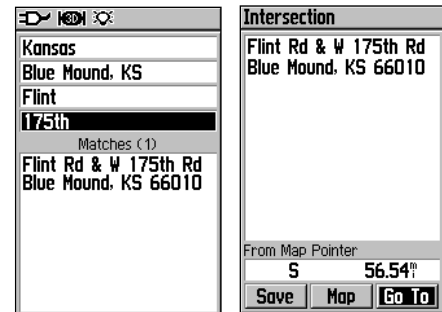 Kansas
Blue Mound, KS
Flint
175th
Matches (1)
Flint Rd & W 175th Rd
Blue Mound, KS 66010
Intersection
Flint Rd & W 175th Rd
Blue Mound, KS 66010
From Map Pointer
S 56.54 mi
Save Map Go To